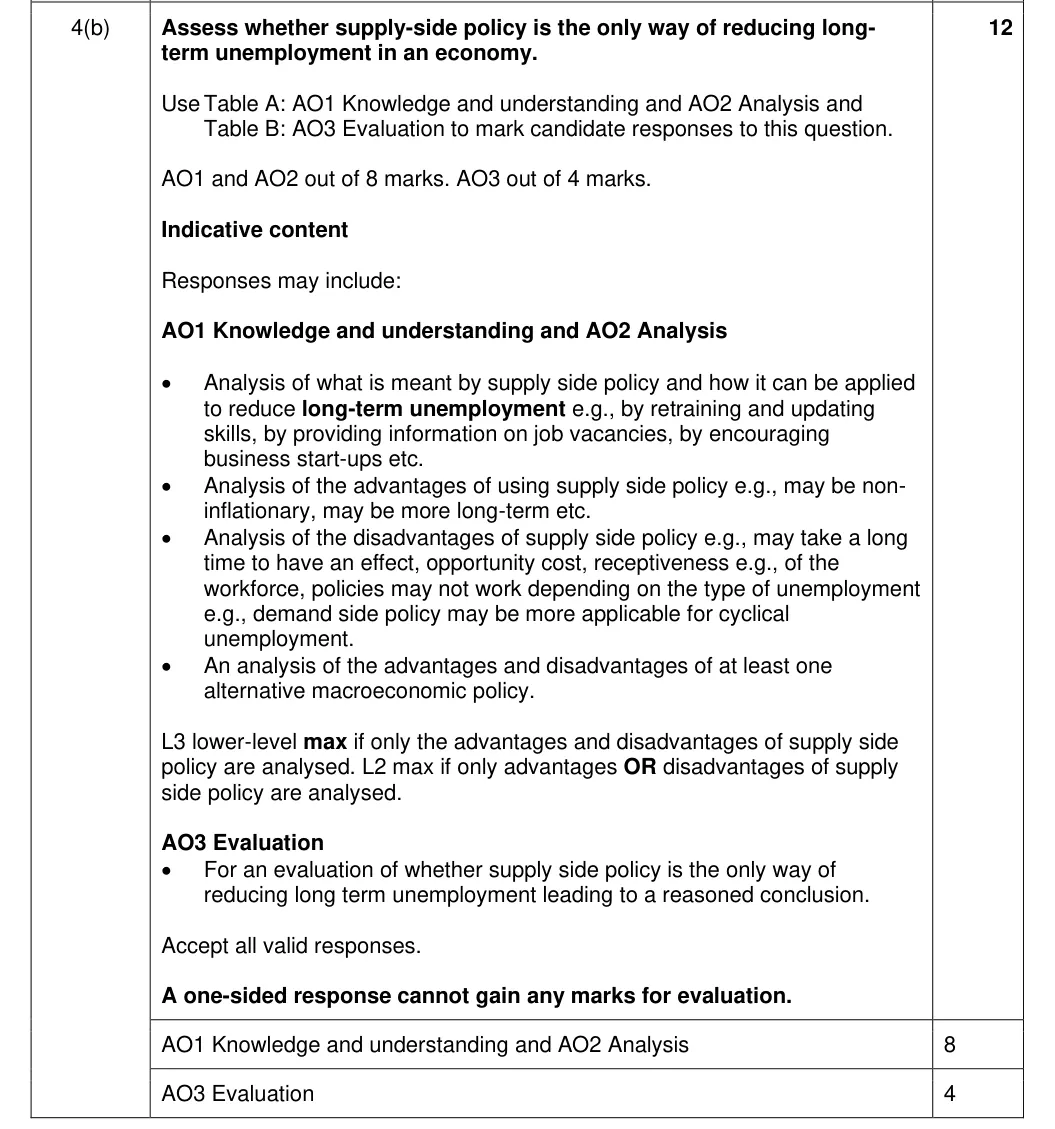 4(b)
Assess whether supply-side policy is the only way of reducing long-
term unemployment in an economy.
12
Use Table A: AO1 Knowledge and understanding and AO2 Analysis and
Table B: AO3 Evaluation to mark candidate responses to this question.
AO1 and AO2 out of 8 marks. AO3 out of 4 marks.
Indicative content
Responses may include:
AO1 Knowledge and understanding and AO2 Analysis
• Analysis of what is meant by supply side policy and how it can be applied
to reduce long-term unemployment e.g., by retraining and updating
skills, by providing information on job vacancies, by encouraging
business start-ups etc.
• Analysis of the advantages of using supply side policy e.g., may be non-
inflationary, may be more long-term etc.
• Analysis of the disadvantages of supply side policy e.g., may take a long
time to have an effect, opportunity cost, receptiveness e.g., of the
workforce, policies may not work depending on the type of unemployment
e.g., demand side policy may be more applicable for cyclical
unemployment.
• An analysis of the advantages and disadvantages of at least one
alternative macroeconomic policy.
L3 lower-level max if only the advantages and disadvantages of supply side
policy are analysed. L2 max if only advantages OR disadvantages of supply
side policy are analysed.
AO3 Evaluation
• For an evaluation of whether supply side policy is the only way of
reducing long term unemployment leading to a reasoned conclusion.
Accept all valid responses.
A one-sided response cannot gain any marks for evaluation.
AO1 Knowledge and understanding and AO2 Analysis 8
AO3 Evaluation 4